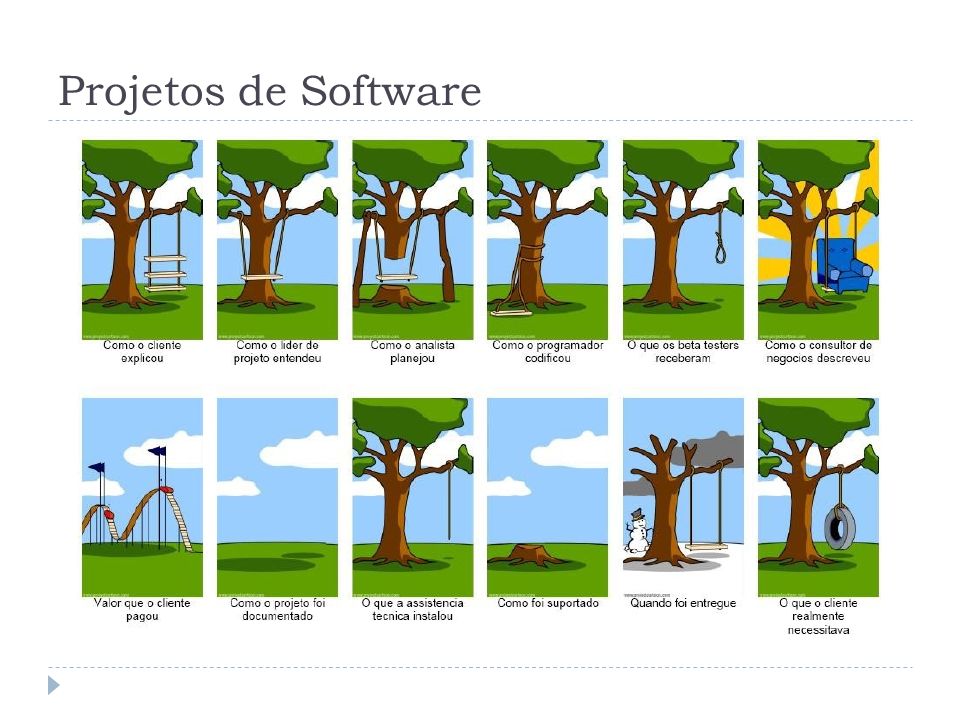 Projetos de Software
Como o cliente
explicou
Como o lider de
projeto entendeu
Como o analista
planejou
Como o programador
codificou
O que os beta testers
receberam
Como o consultor de
negocios descreveu
Valor que o cliente
pagou
Como o projeto foi
documentado
O que a assistencia
tecnica instalou
Como foi suportado
Quando foi entregue
O que o cliente
realmente
necessitava